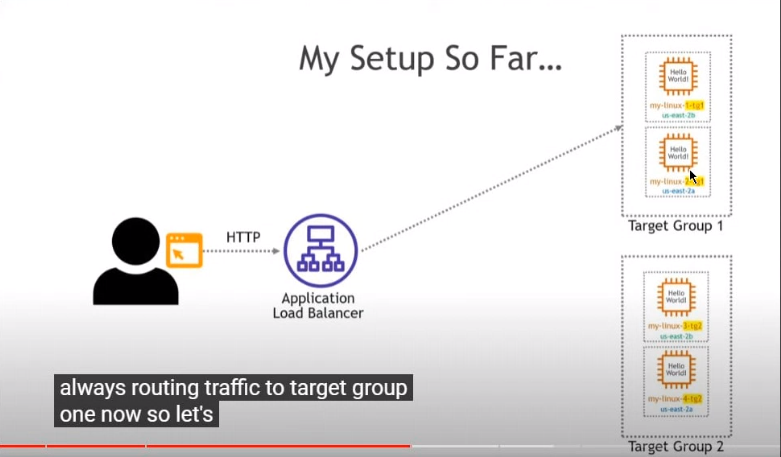 My Setup So Far...
Hello
World!
my-linux-1-tg1
us-east-2b
Hello
World!
my-linux-2-tg1
us-east-2a
Target Group 1
HTTP
Application
Load Balancer
Hello
World!
my-linux-3-tg2
us-east-2b
Hello
World!
my-linux-4-tg2
us-east-2a
Target Group 2
always routing traffic to target group
one now so let's